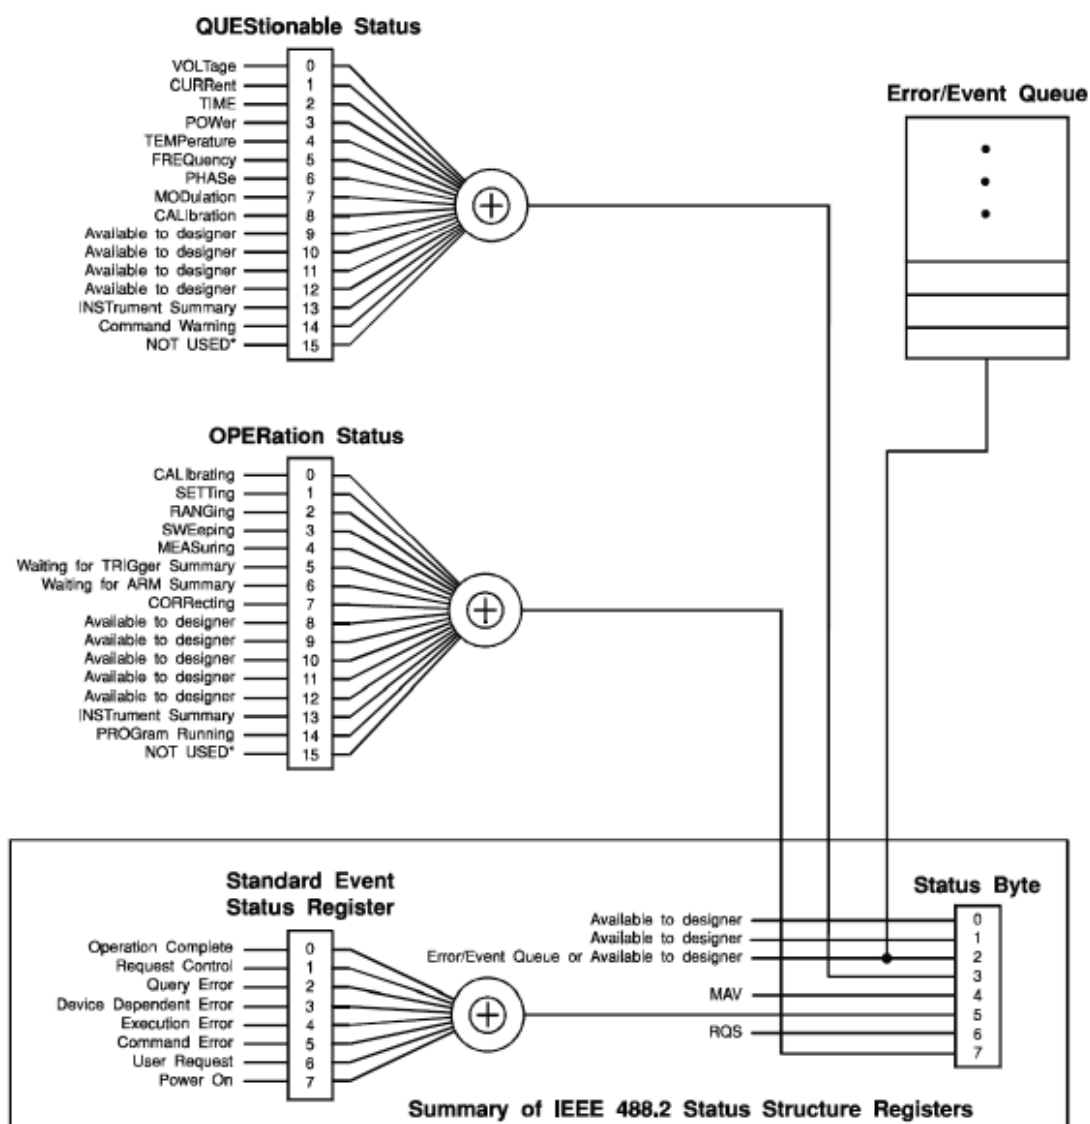 QUEStionable Status
VOLTage 0
CURRent 1
TIME 2
POWer 3
TEMPerature 4
FREQuency 5
PHASe 6
MODulation 7
CALIbration 8
Available to designer 9
Available to designer 10
Available to designer 11
Available to designer 12
INSTrument Summary 13
Command Warning 14
NOT USED* 15
Error/Event Queue
OPERation Status
CALIbrating 0
SETTing 1
RANGing 2
SWEeping 3
MEASuring 4
Waiting for TRIGger Summary 5
Waiting for ARM Summary 6
CORRecting 7
Available to designer 8
Available to designer 9
Available to designer 10
Available to designer 11
Available to designer 12
INSTrument Summary 13
PROGram Running 14
NOT USED* 15
Standard Event
Status Register
Operation Complete 0
Request Control 1
Query Error 2
Device Dependent Error 3
Execution Error 4
Command Error 5
User Request 6
Power On 7
Status Byte
Available to designer 0
Available to designer 1
Error/Event Queue or Available to designer 2
3
MAV 4
5
RQS 6
7
Summary of IEEE 488.2 Status Structure Registers